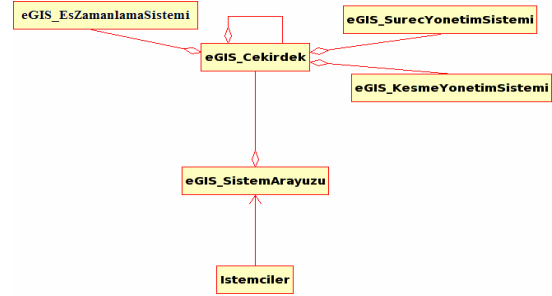 eGIS_EsZamanlamaSistemi
eGIS_SurecYonetimSistemi
eGIS_Cekirdek
eGIS_KesmeYonetimSistemi
eGIS_SistemArayuzu
Istemciler